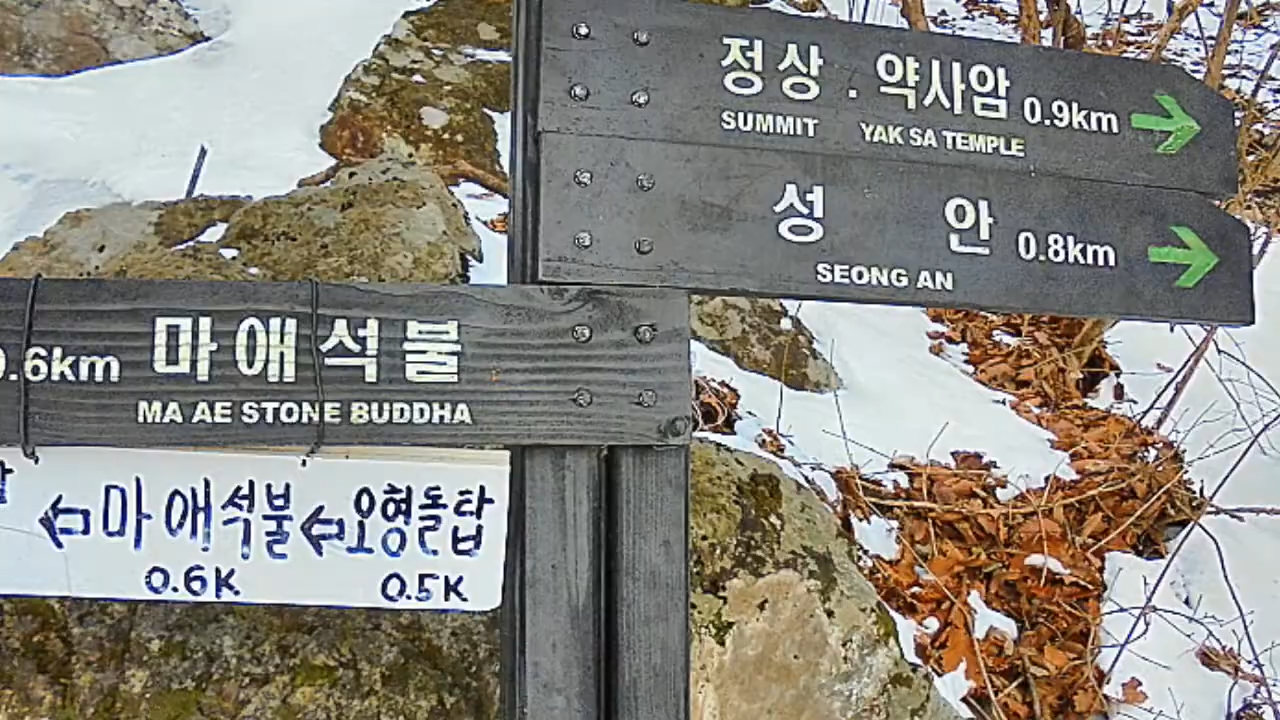 정상 . 약사암 0.9km →
SUMMIT YAK SA TEMPLE
성 안 0.8km →
SEONG AN
0.6km 마애석불
MA AE STONE BUDDHA
⇦ 마애석불 ⇦ 오형돌탑
0.6K 0.5K